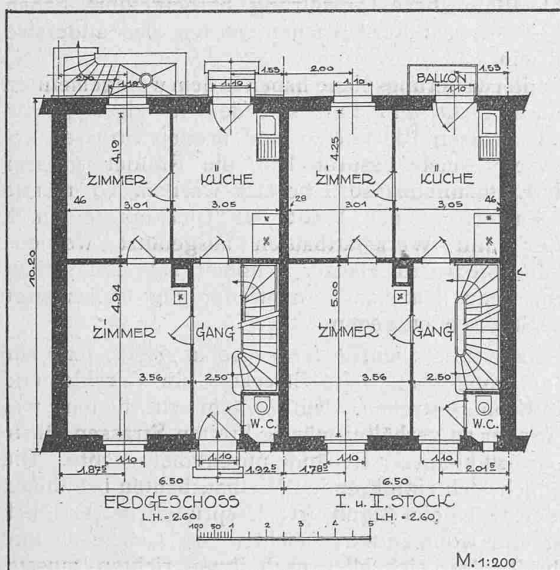 2.00
1.53
2.00
BALKON
1.53
1.10
1.10
1.10
1.10
4.19
4.25
ZIMMER
KÜCHE
ZIMMER
KÜCHE
46
3,01
3.05
28
3.01
3.05
46
10.20
4.94
5.00
ZIMMER
GANG
ZIMMER
GANG
3.56
2,50
3.56
2.50
W.C.
W.C.
1.10
1.10
1.10
1.10
1.87⁵
1.92⁵
1.78⁵
2.01⁵
6.50
6.50
ERDGESCHOSS
I. u. II. STOCK
L.H. = 2.60
L.H. = 2.60
100 50 0 1 2 3 4 5
M. 1:200